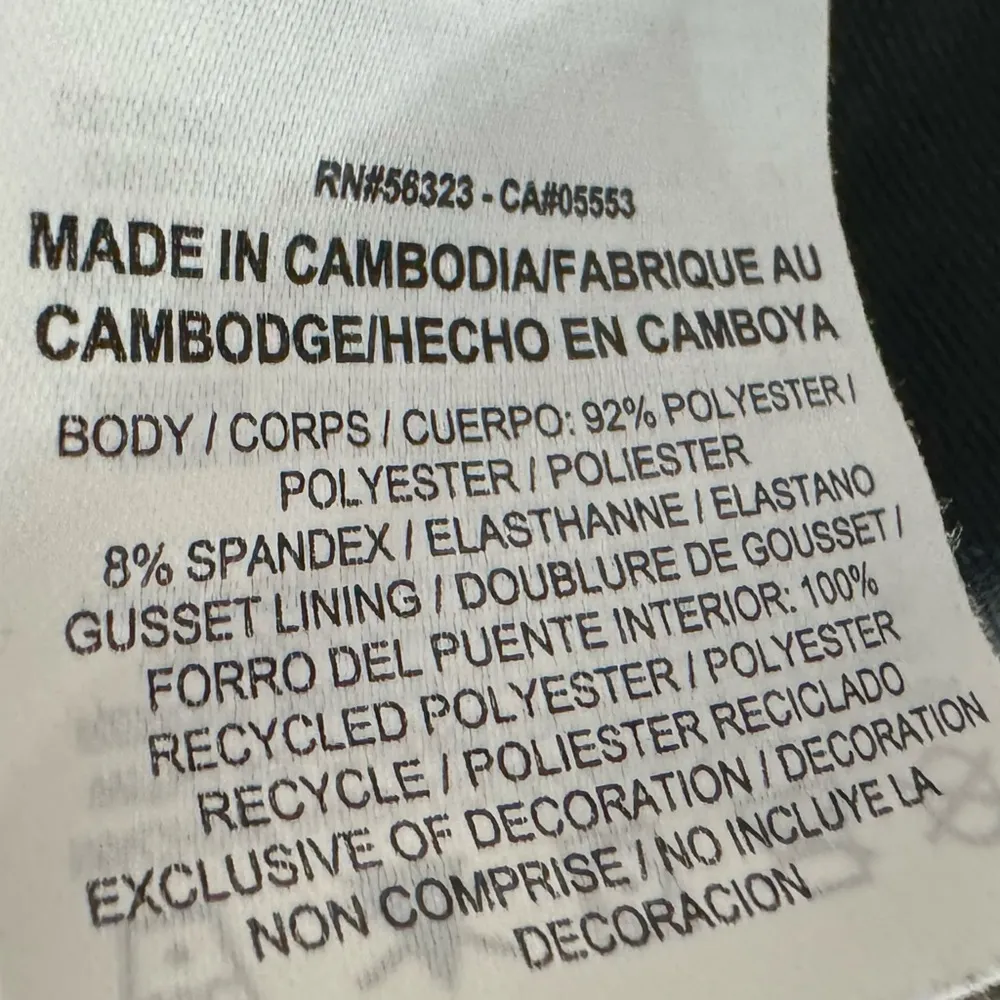 RN#56323 - CA#05553
MADE IN CAMBODIA/FABRIQUE AU
CAMBODGE/HECHO EN CAMBOYA
BODY / CORPS / CUERPO: 92% POLYESTER /
POLYESTER / POLIESTER
8% SPANDEX / ELASTHANNE / ELASTANO
GUSSET LINING / DOUBLURE DE GOUSSET /
FORRO DEL PUENTE INTERIOR: 100%
RECYCLED POLYESTER / POLYESTER
RECYCLE / POLIESTER RECICLADO
EXCLUSIVE OF DECORATION / DECORATION
NON COMPRISE / NO INCLUYE LA
DECORACION